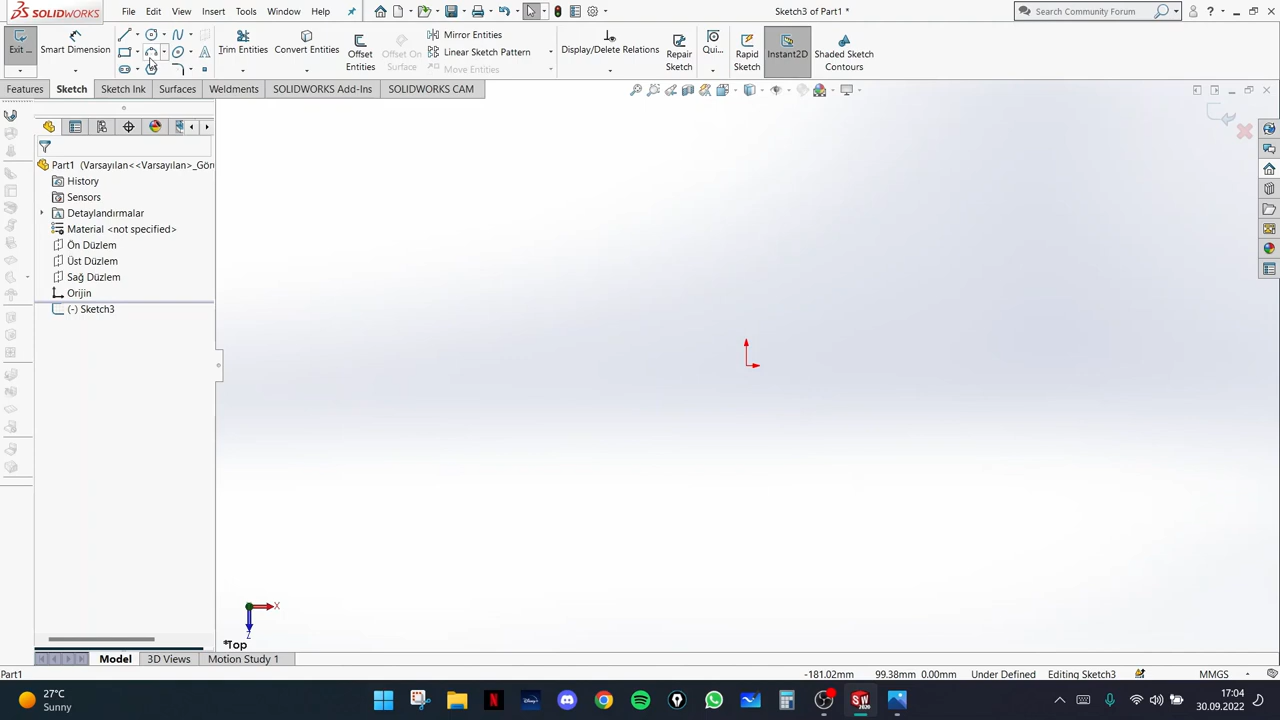 SOLIDWORKS File Edit View Insert Tools Window Help Sketch3 of Part1 * Search Community Forum
Exit ... Smart Dimension Trim Entities Convert Entities Offset Entities Offset On Surface Mirror Entities Linear Sketch Pattern Move Entities Display/Delete Relations Repair Sketch Qui... Rapid Sketch Instant2D Shaded Sketch Contours
Features Sketch Sketch Ink Surfaces Weldments SOLIDWORKS Add-Ins SOLIDWORKS CAM
Part1 (Varsayılan<<Varsayılan>_Gör
History
Sensors
Detaylandırmalar
Material <not specified>
Ön Düzlem
Üst Düzlem
Sağ Düzlem
Orijin
(-) Sketch3
X
Z
*Top
Model 3D Views Motion Study 1
Part1 -181.02mm 99.38mm 0.00mm Under Defined Editing Sketch3 MMGS
27°C
Sunny
17:04
30.09.2022